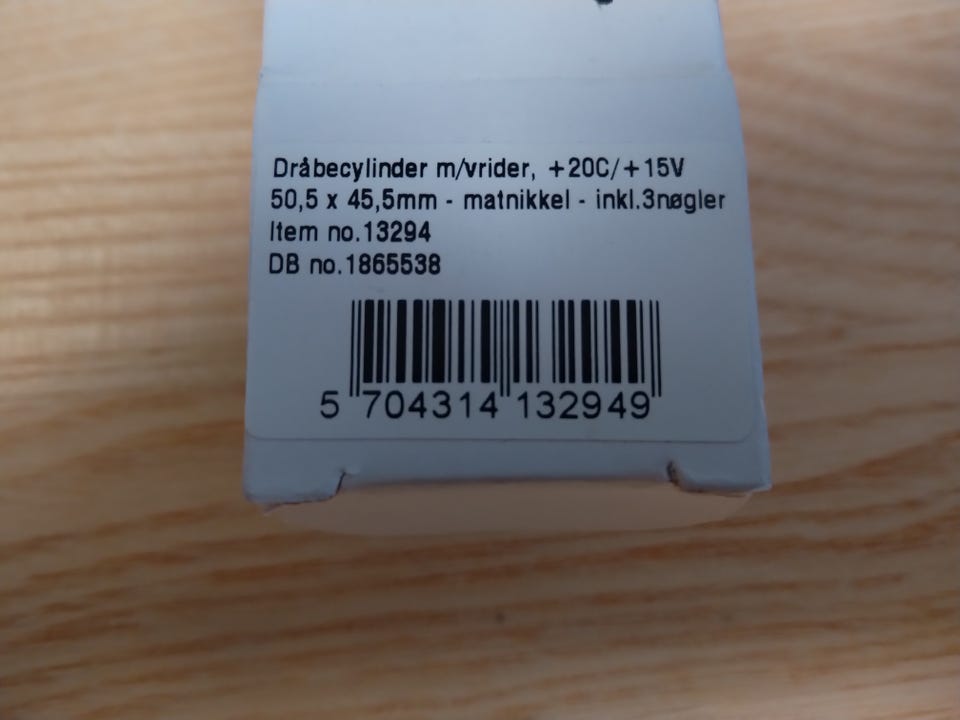 Dråbecylinder m/vrider, +20C/+15V
50,5 x 45,5mm - matnikkel - inkl.3nøgler
Item no.13294
DB no.1865538
5 704314 132949